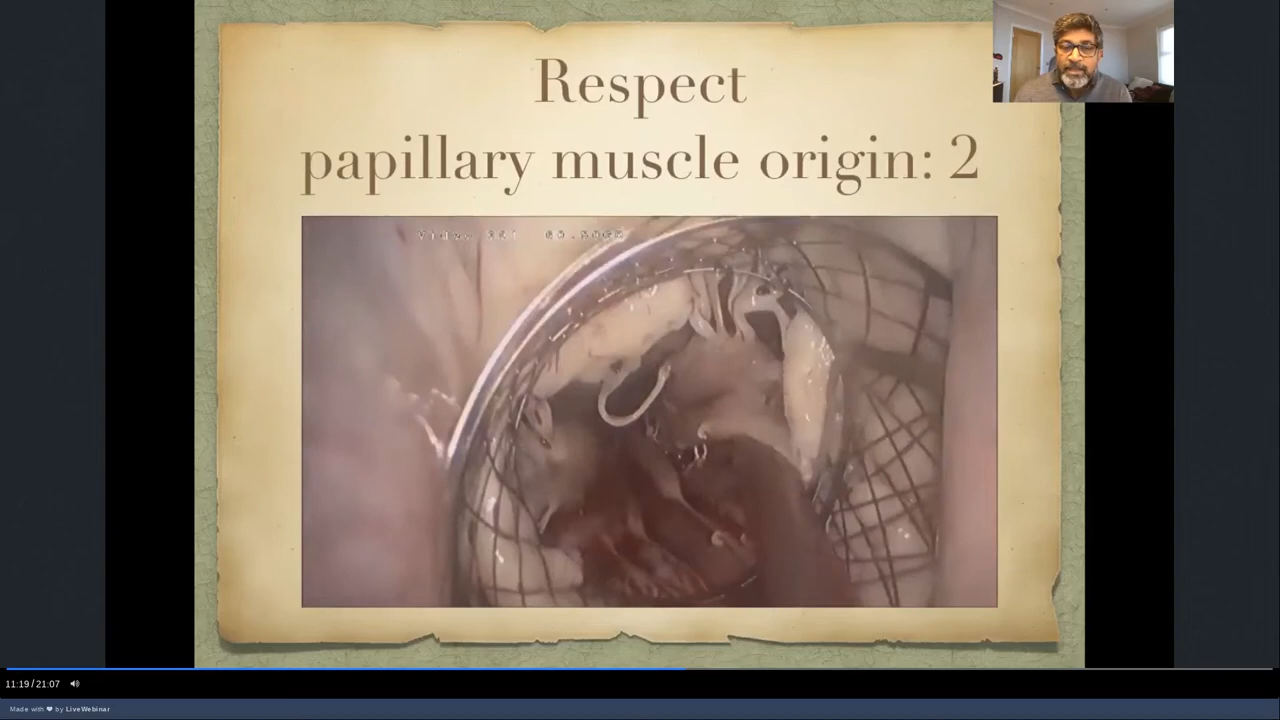 Respect
papillary muscle origin: 2
11:19 / 21:07
Made with ❤ by LiveWebinar